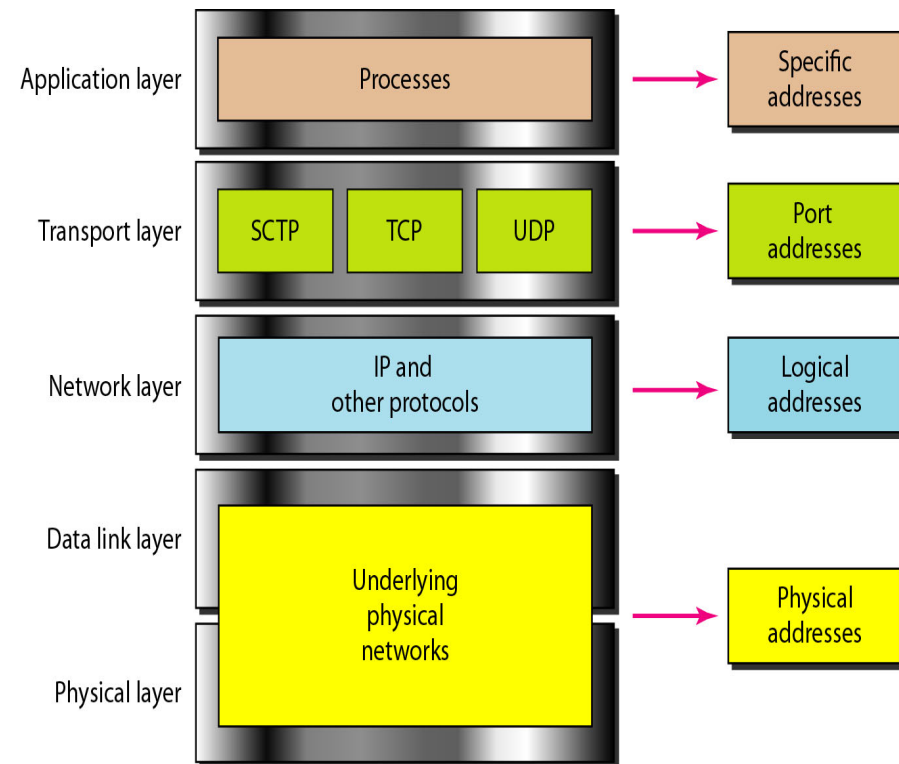 Application layer
Processes
Specific
addresses
Transport layer
SCTP
TCP
UDP
Port
addresses
Network layer
IP and
other protocols
Logical
addresses
Data link layer
Underlying
physical
networks
Physical
addresses
Physical layer